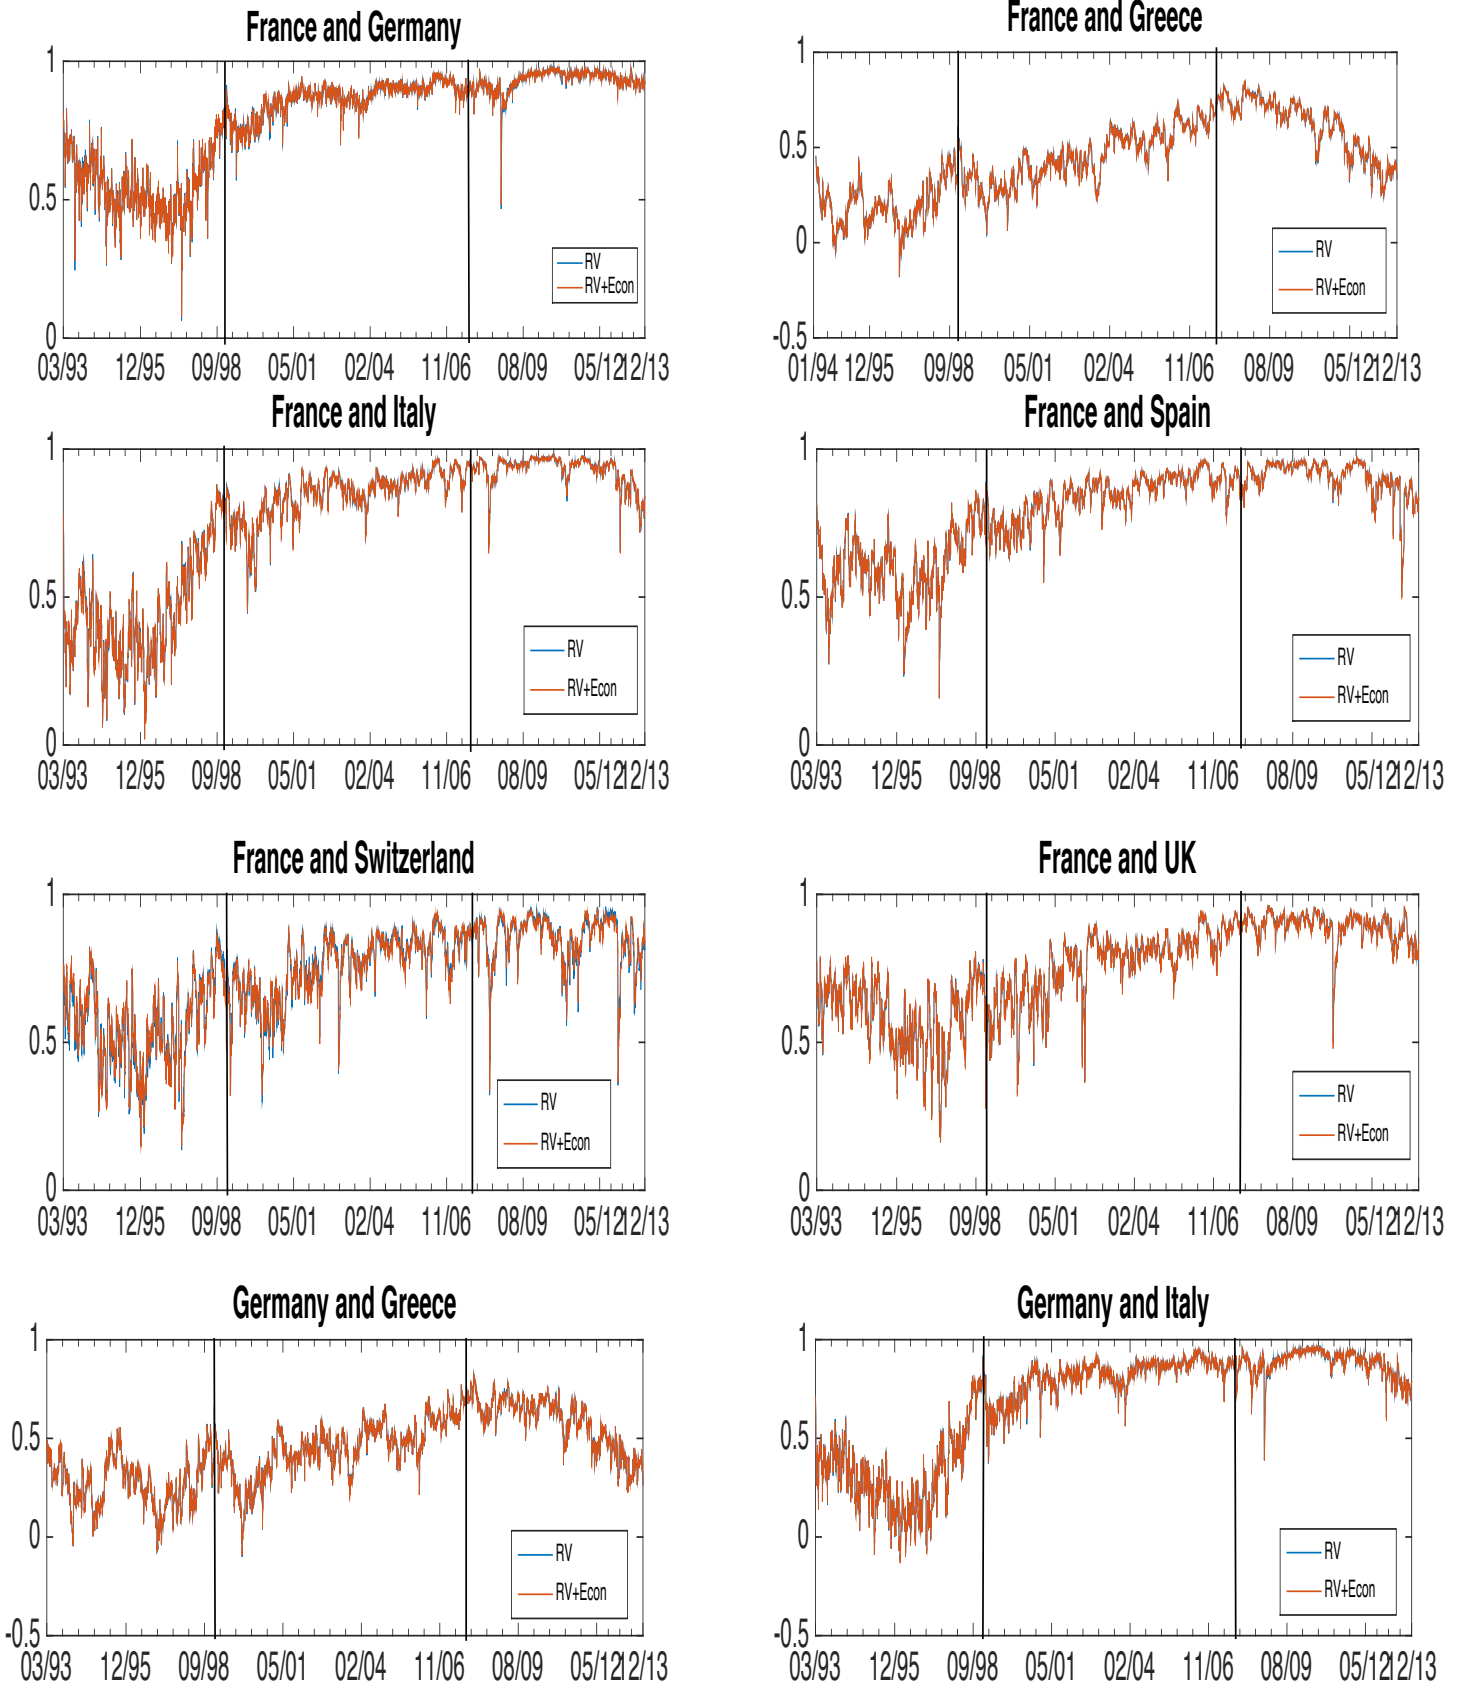 France and Germany
1
0.5
0
RV
RV+Econ
03/93 12/95 09/98 05/01 02/04 11/06 08/09 05/12 12/13
France and Greece
1
0.5
0
-0.5
RV
RV+Econ
01/94 12/95 09/98 05/01 02/04 11/06 08/09 05/12 12/13
France and Italy
1
0.5
0
RV
RV+Econ
03/93 12/95 09/98 05/01 02/04 11/06 08/09 05/12 12/13
France and Spain
1
0.5
0
RV
RV+Econ
03/93 12/95 09/98 05/01 02/04 11/06 08/09 05/12 12/13
France and Switzerland
1
0.5
0
RV
RV+Econ
03/93 12/95 09/98 05/01 02/04 11/06 08/09 05/12 12/13
France and UK
1
0.5
0
RV
RV+Econ
03/93 12/95 09/98 05/01 02/04 11/06 08/09 05/12 12/13
Germany and Greece
1
0.5
0
-0.5
RV
RV+Econ
03/93 12/95 09/98 05/01 02/04 11/06 08/09 05/12 12/13
Germany and Italy
1
0.5
0
-0.5
RV
RV+Econ
03/93 12/95 09/98 05/01 02/04 11/06 08/09 05/12 12/13